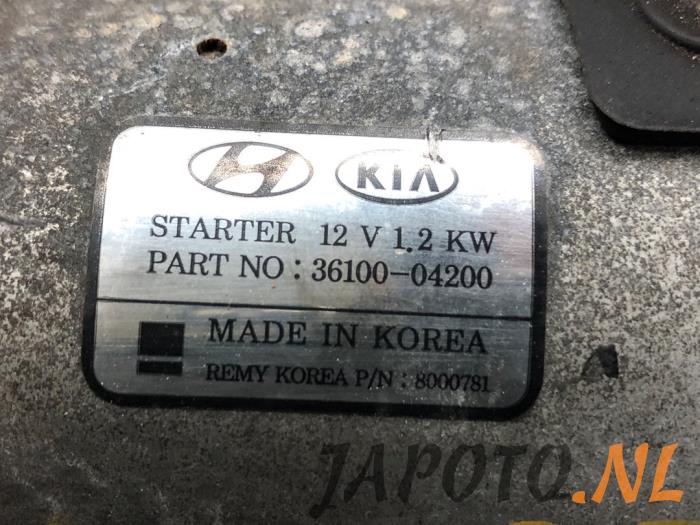 KIA
STARTER 12 V 1.2 KW
PART NO : 36100-04200
MADE IN KOREA
REMY KOREA P/N : 8000781
JAPOTO.NL